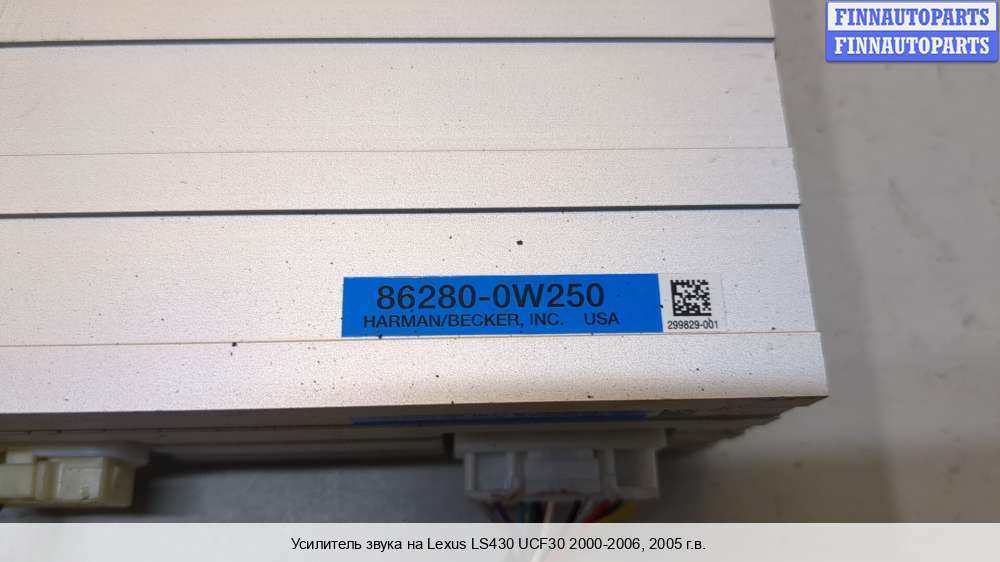 FINNAUTOPARTS
FINNAUTOPARTS
86280-0W250
HARMAN/BECKER, INC. USA
299829-001
Усилитель звука на Lexus LS430 UCF30 2000-2006, 2005 г.в.